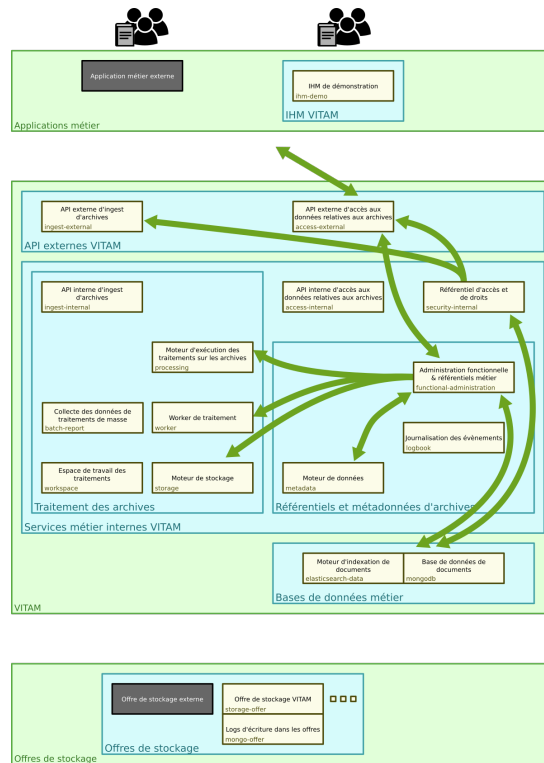 Application métier externe
IHM de démonstration
ihm-demo
IHM VITAM
Applications métier
API externe d'ingest
d'archives
ingest-external
API externe d'accès aux
données relatives aux archives
access-external
API externes VITAM
API interne d'ingest
d'archives
ingest-internal
API interne d'accès aux
données relatives aux archives
access-internal
Référentiel d'accès et
de droits
security-internal
Moteur d'exécution des
traitements sur les archives
processing
Administration fonctionnelle
& référentiels métier
functional-administration
Collecte des données de
traitements de masse
batch-report
Worker de traitement
worker
Journalisation des évènements
logbook
Espace de travail des
traitements
workspace
Moteur de stockage
storage
Moteur de données
metadata
Traitement des archives
Référentiels et métadonnées d'archives
Services métier internes VITAM
Moteur d'indexation de
documents
elasticsearch-data
Base de données de
documents
mongodb
Bases de données métier
VITAM
Offre de stockage externe
Offre de stockage VITAM
storage-offer
Logs d'écriture dans les offres
mongo-offer
Offres de stockage
Offres de stockage